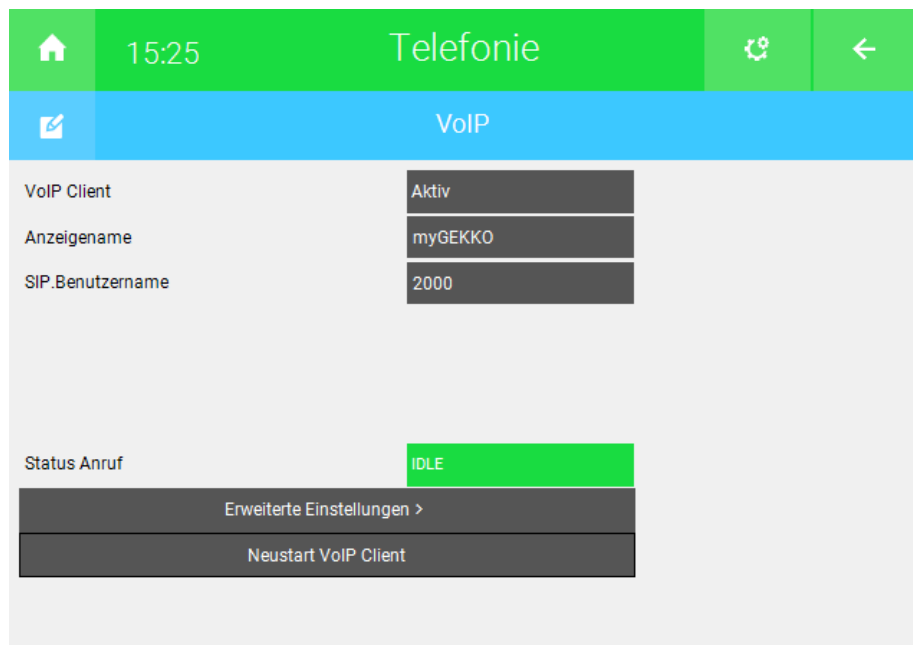 15:25 Telefonie
VoIP
VoIP Client Aktiv
Anzeigename myGEKKO
SIP.Benutzername 2000
Status Anruf IDLE
Erweiterte Einstellungen >
Neustart VoIP Client